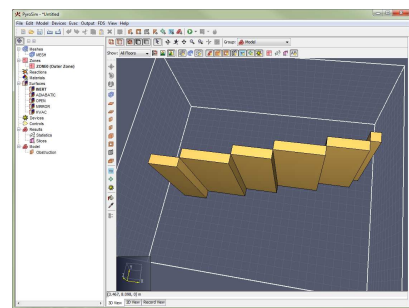 PyroSim - *Untitled
File Edit Model Devices Evac Output FDS View Help
Group: Model
Show: All Floors
Meshes
MESH
Zones
ZONE0 (Outer Zone)
Reactions
Materials
Surfaces
INERT
ADIABATIC
OPEN
MIRROR
HVAC
Devices
Controls
Results
Statistics
Slices
Model
Obstruction
3D View 2D View Record View